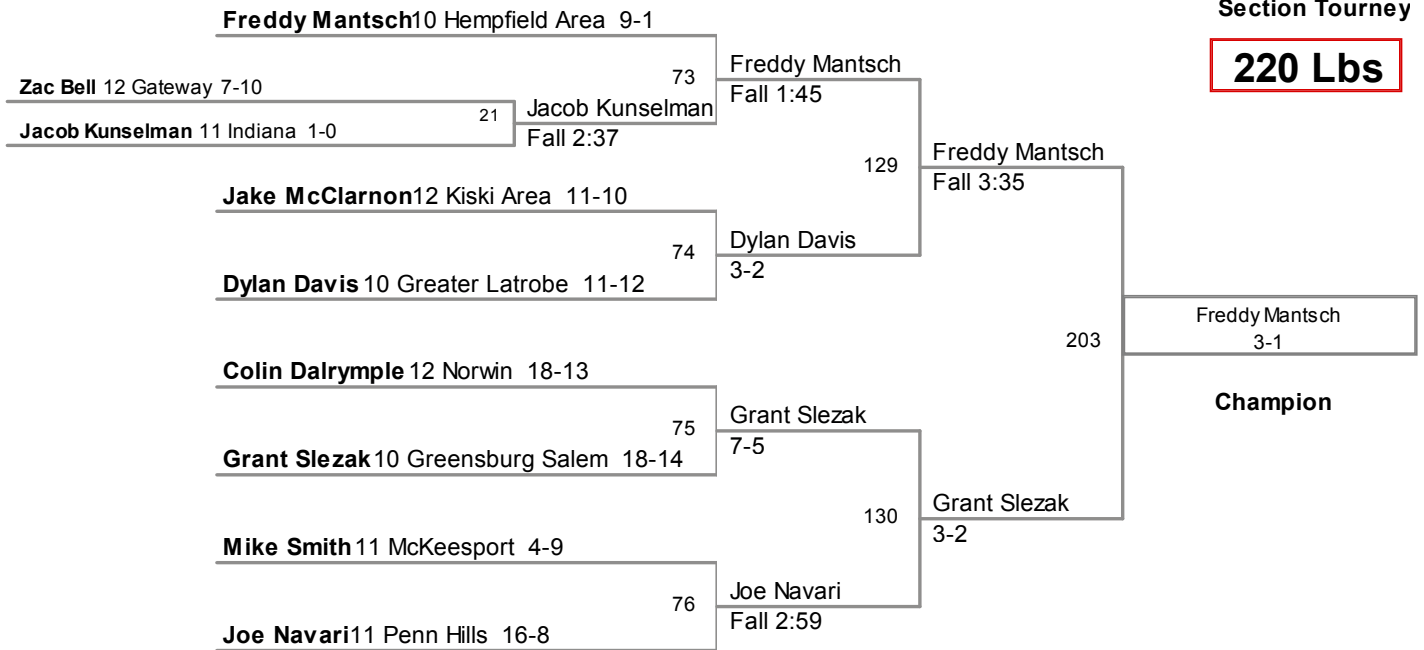 Section Tourney
220 Lbs
Freddy Mantsch 10 Hempfield Area 9-1
73
Freddy Mantsch
Fall 1:45
Zac Bell 12 Gateway 7-10
21
Jacob Kunselman
Fall 2:37
Jacob Kunselman 11 Indiana 1-0
129
Freddy Mantsch
Fall 3:35
Jake McClarnon 12 Kiski Area 11-10
74
Dylan Davis
3-2
Dylan Davis 10 Greater Latrobe 11-12
203
Freddy Mantsch
3-1
Champion
Colin Dalrymple 12 Norwin 18-13
75
Grant Slezak
7-5
Grant Slezak 10 Greensburg Salem 18-14
130
Grant Slezak
3-2
Mike Smith 11 McKeesport 4-9
76
Joe Navari
Fall 2:59
Joe Navari 11 Penn Hills 16-8